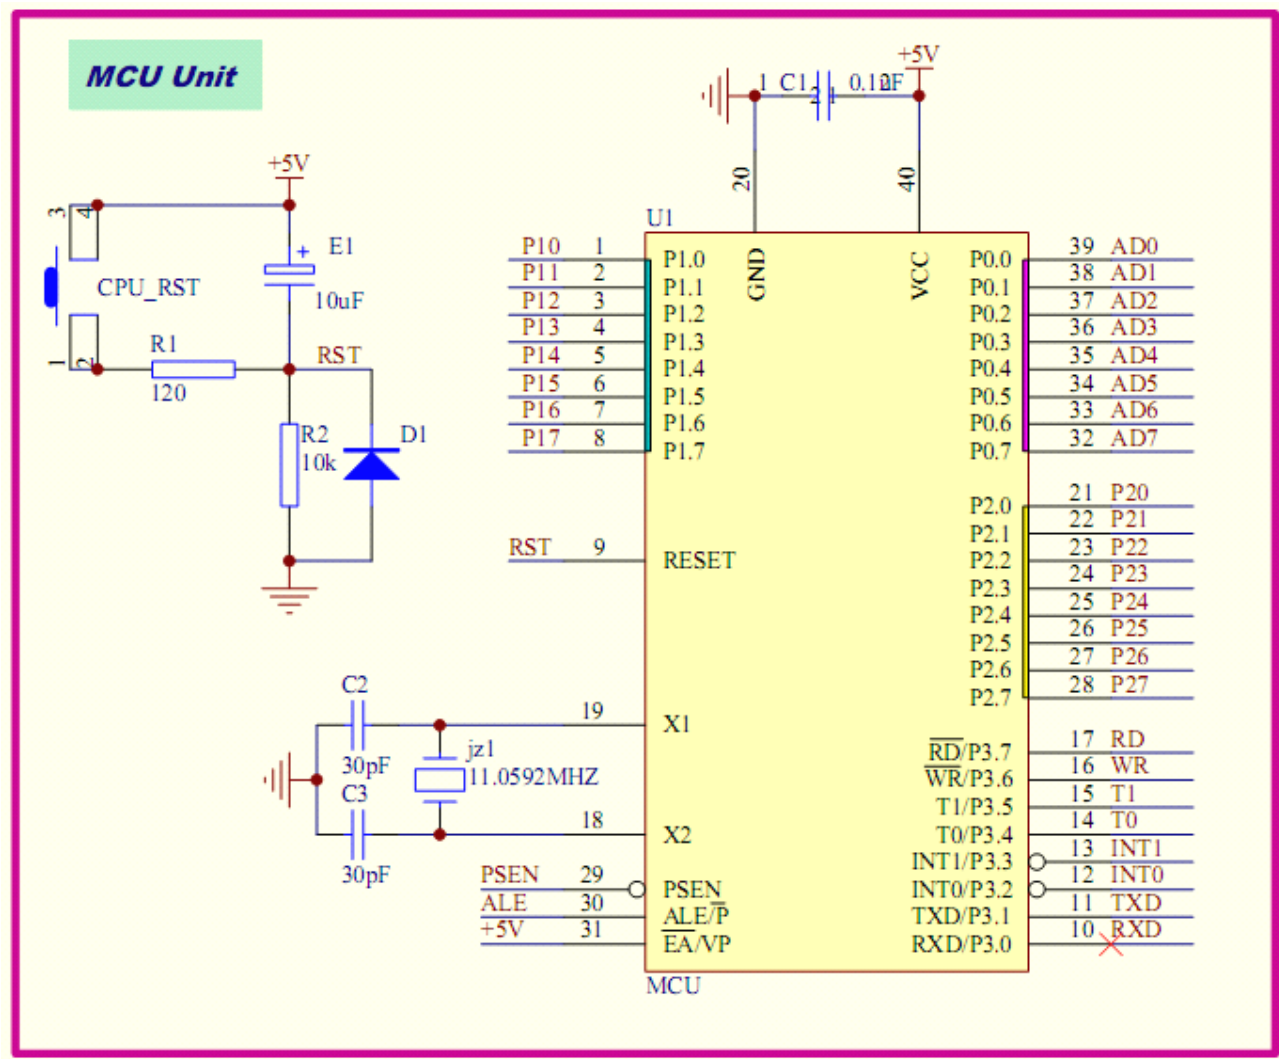 MCU Unit
+5V
1 C1 2 1 0.1uF
20
40
+5V
3 4
E1
+
CPU_RST
10uF
1 2
R1
RST
120
R2
10k
D1
U1
GND
VCC
P10 1 P1.0
P11 2 P1.1
P12 3 P1.2
P13 4 P1.3
P14 5 P1.4
P15 6 P1.5
P16 7 P1.6
P17 8 P1.7
RST 9 RESET
C2
30pF
C3
30pF
jz1
11.0592MHZ
19 X1
18 X2
PSEN 29 PSEN
ALE 30 ALE/P
+5V 31 EA/VP
P0.0 39 AD0
P0.1 38 AD1
P0.2 37 AD2
P0.3 36 AD3
P0.4 35 AD4
P0.5 34 AD5
P0.6 33 AD6
P0.7 32 AD7
P2.0 21 P20
P2.1 22 P21
P2.2 23 P22
P2.3 24 P23
P2.4 25 P24
P2.5 26 P25
P2.6 27 P26
P2.7 28 P27
RD/P3.7 17 RD
WR/P3.6 16 WR
T1/P3.5 15 T1
T0/P3.4 14 T0
INT1/P3.3 13 INT1
INT0/P3.2 12 INT0
TXD/P3.1 11 TXD
RXD/P3.0 10 RXD
MCU